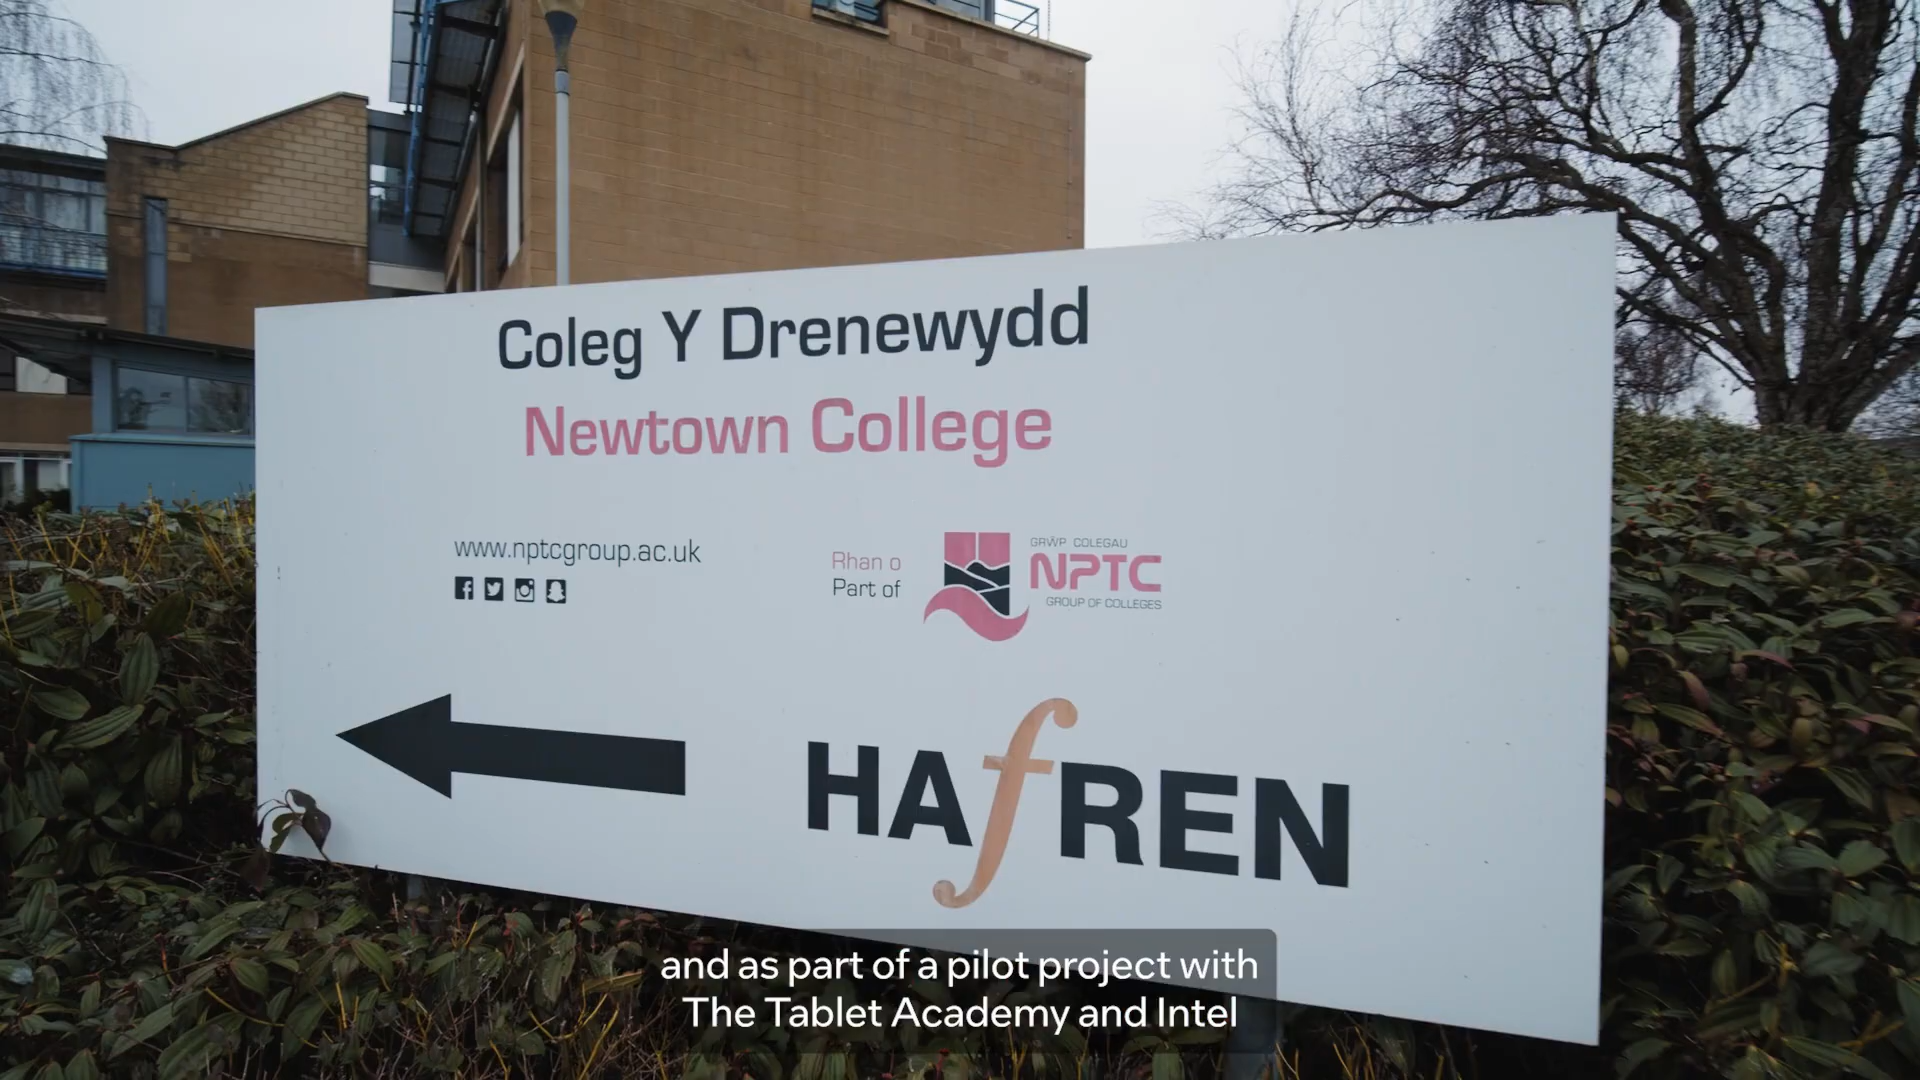 Coleg Y Drenewydd
Newtown College
www.nptcgroup.ac.uk
Rhan o
Part of
GRŴP COLEGAU
NPTC
GROUP OF COLLEGES
HAfREN
and as part of a pilot project with
The Tablet Academy and Intel